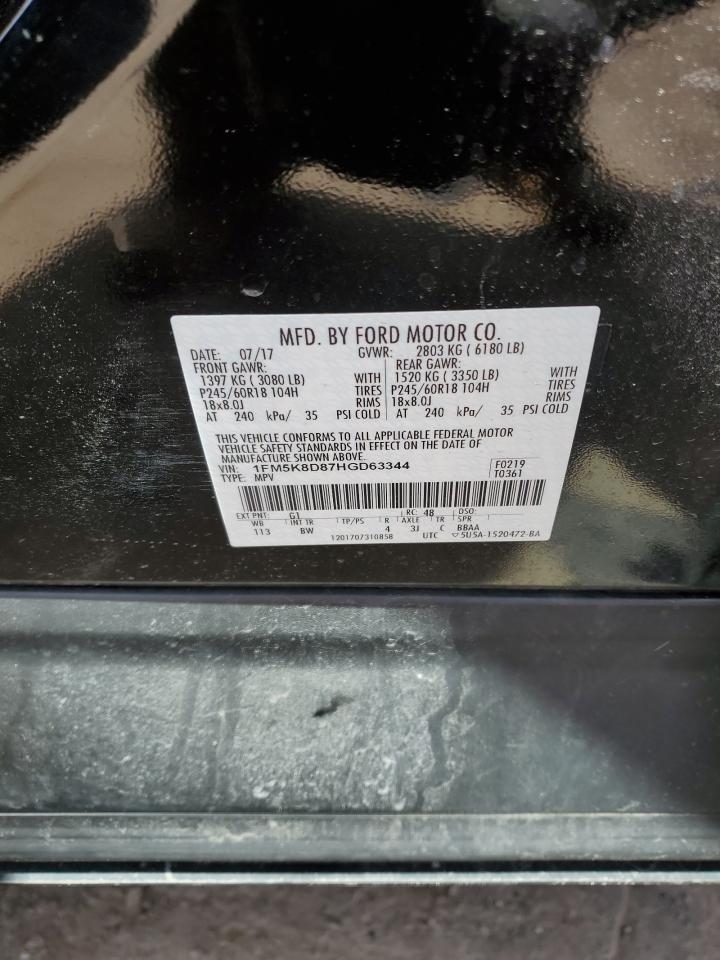 MFD. BY FORD MOTOR CO.
DATE: 07/17 GVWR: 2803 KG ( 6180 LB)
FRONT GAWR: REAR GAWR:
1397 KG ( 3080 LB) WITH 1520 KG ( 3350 LB) WITH
P245/60R18 104H TIRES P245/60R18 104H TIRES
18x8.0J RIMS 18x8.0J RIMS
AT 240 kPa/ 35 PSI COLD AT 240 kPa/ 35 PSI COLD
THIS VEHICLE CONFORMS TO ALL APPLICABLE FEDERAL MOTOR
VEHICLE SAFETY STANDARDS IN EFFECT ON THE DATE OF
MANUFACTURE SHOWN ABOVE.
VIN: 1FM5K8D87HGD63344 F0219
TYPE: MPV T0361
EXT PNT: G1 RC: 48 DSO:
WB INT TR TP/PS R AXLE TR SPR
113 BW 4 3J C BBAA
1201707310858 UTC ▽5U5A-1520472-BA